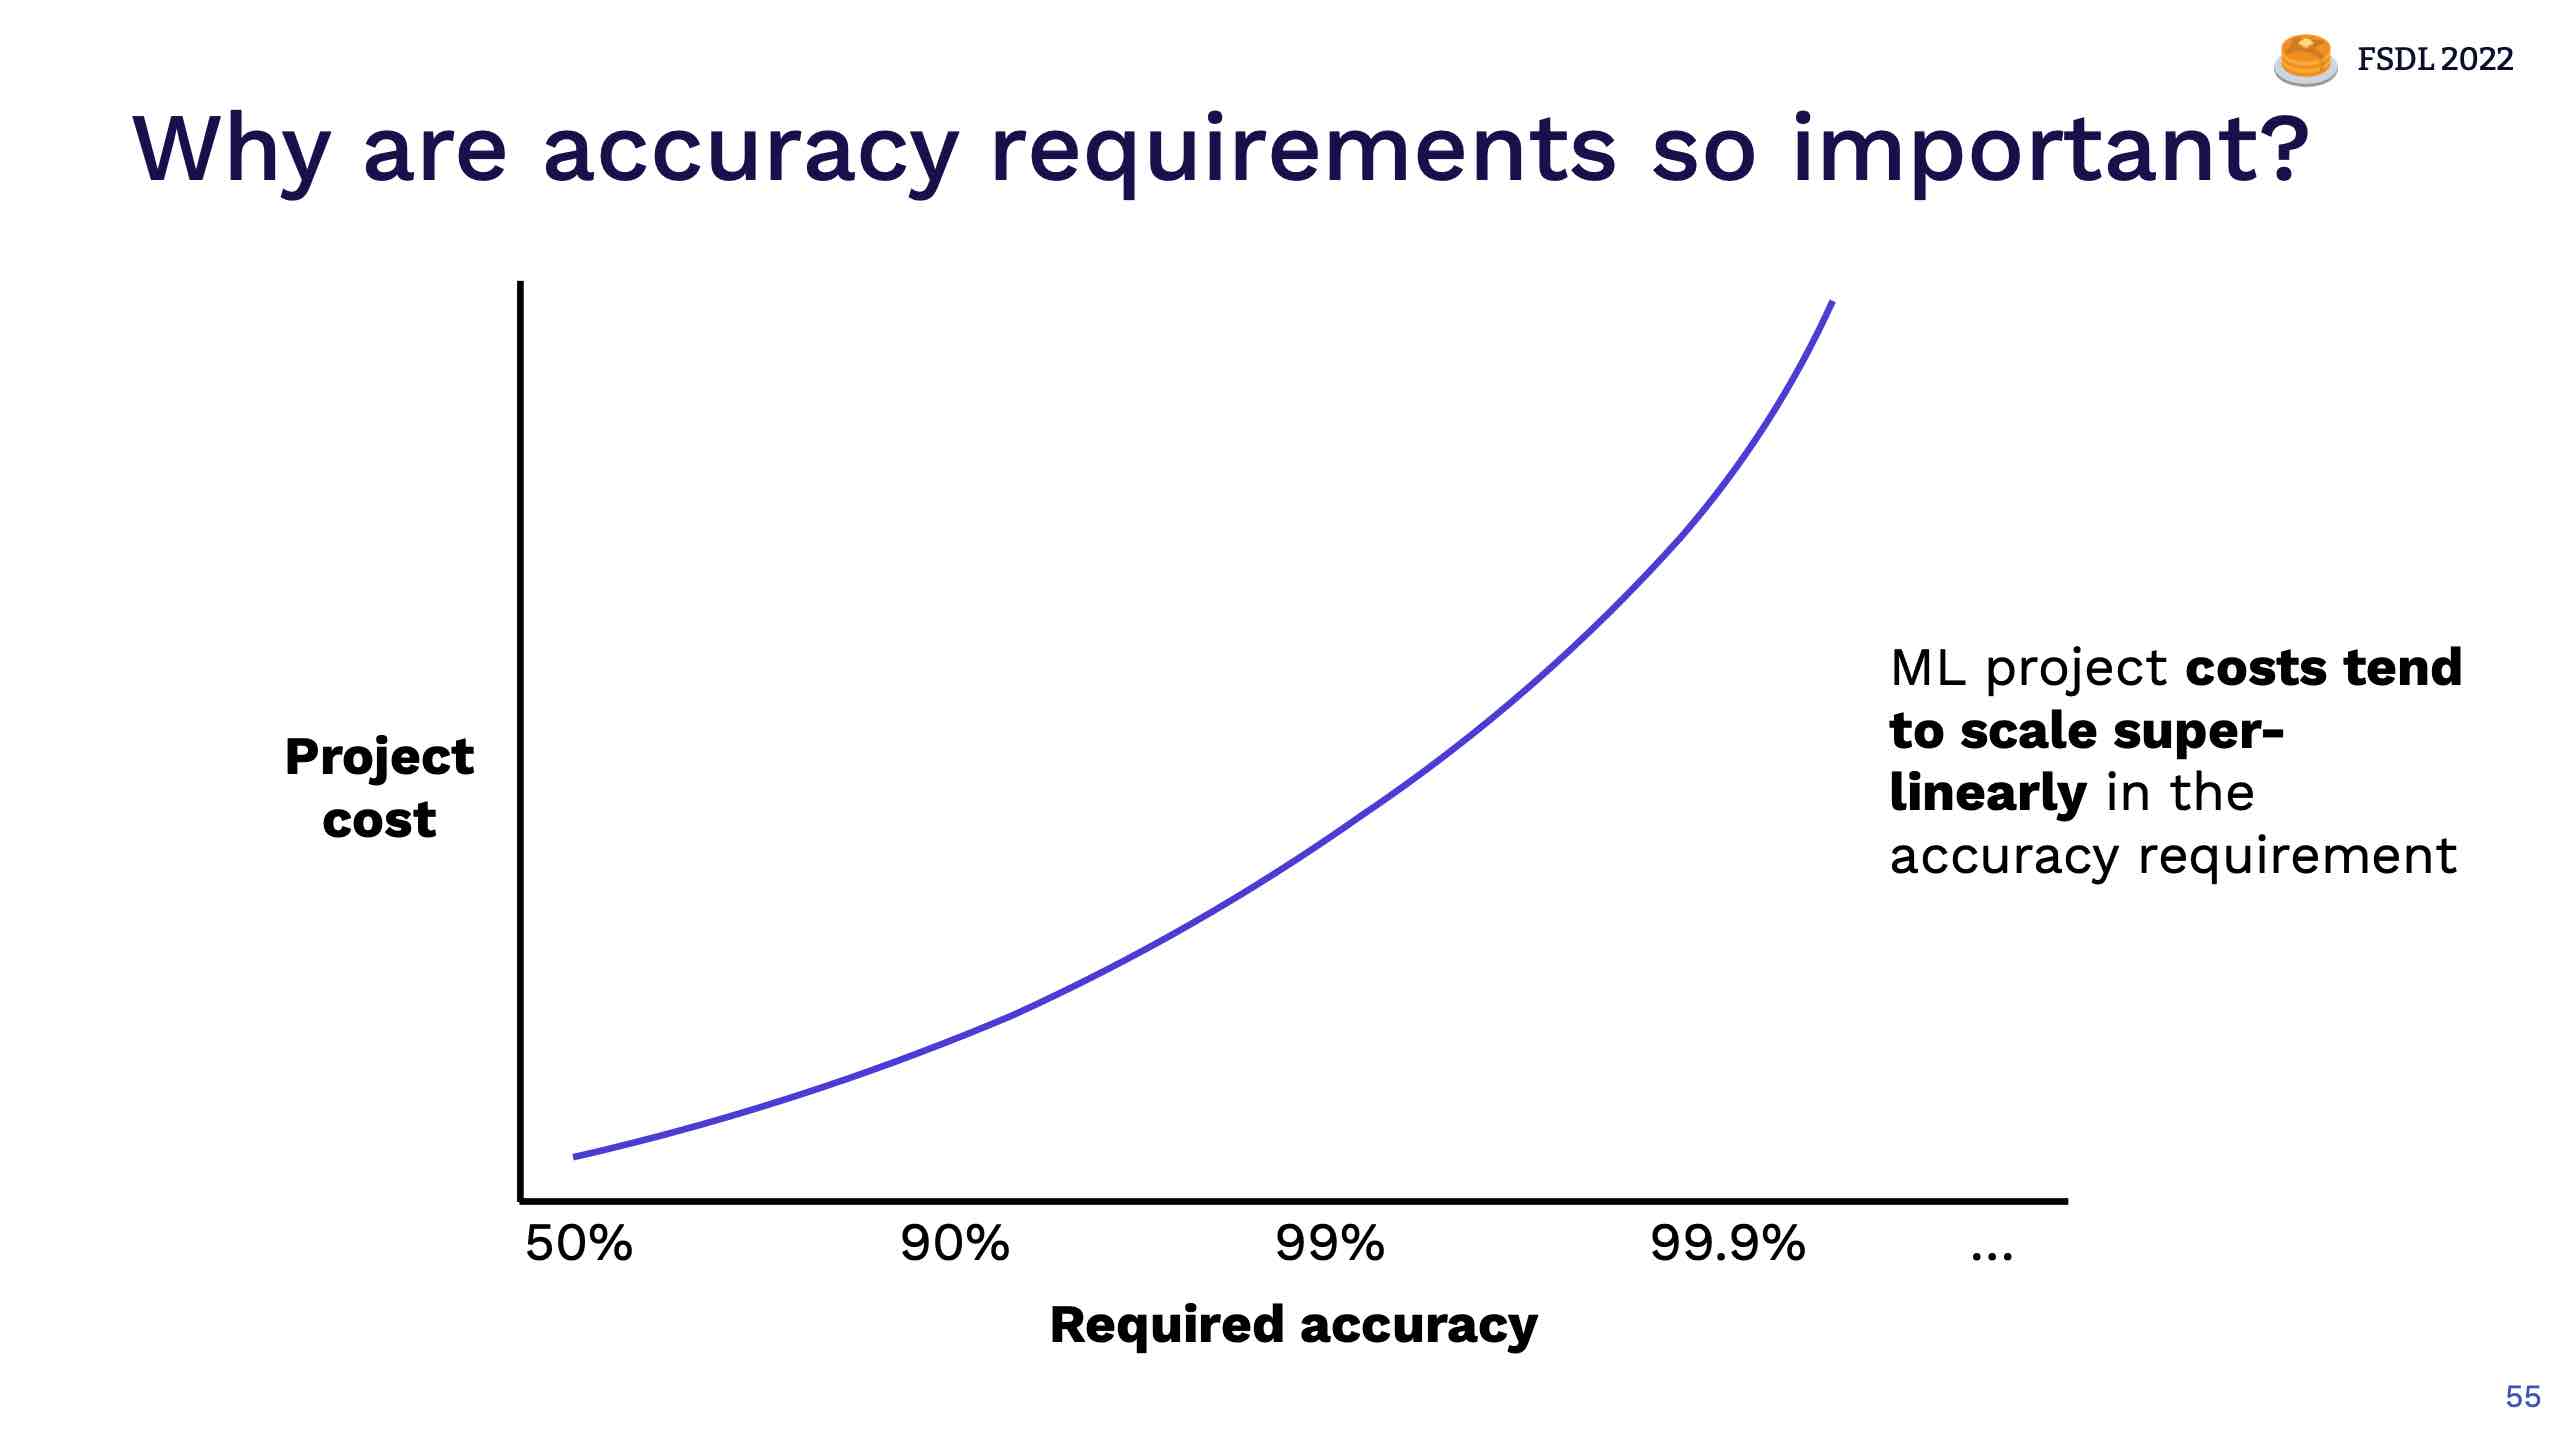 FSDL 2022
Why are accuracy requirements so important?
Project
cost
ML project costs tend
to scale super-
linearly in the
accuracy requirement
50% 90% 99% 99.9% ...
Required accuracy
55